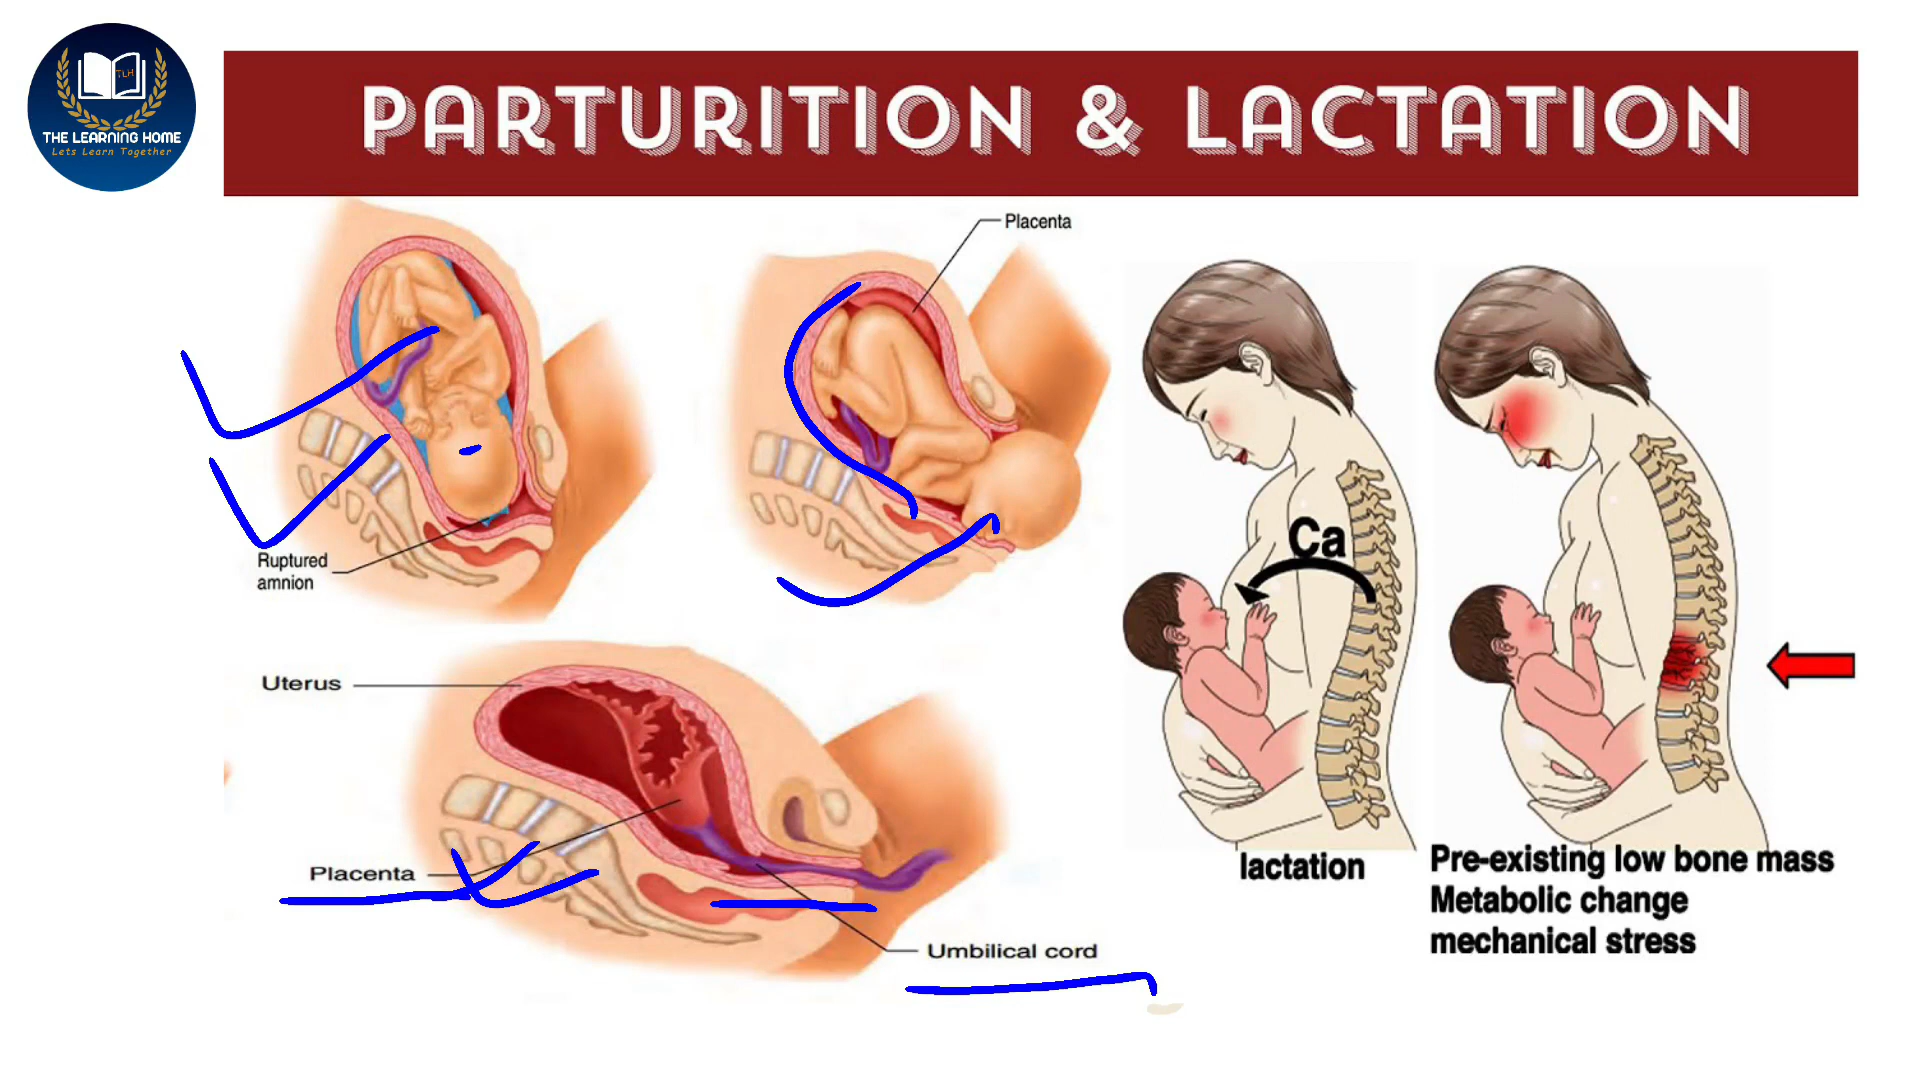 TLH
THE LEARNING HOME
Lets Learn Together
PARTURITION & LACTATION
Placenta
Ruptured
amnion
Uterus
Placenta
Umbilical cord
Ca
lactation
Pre-existing low bone mass
Metabolic change
mechanical stress